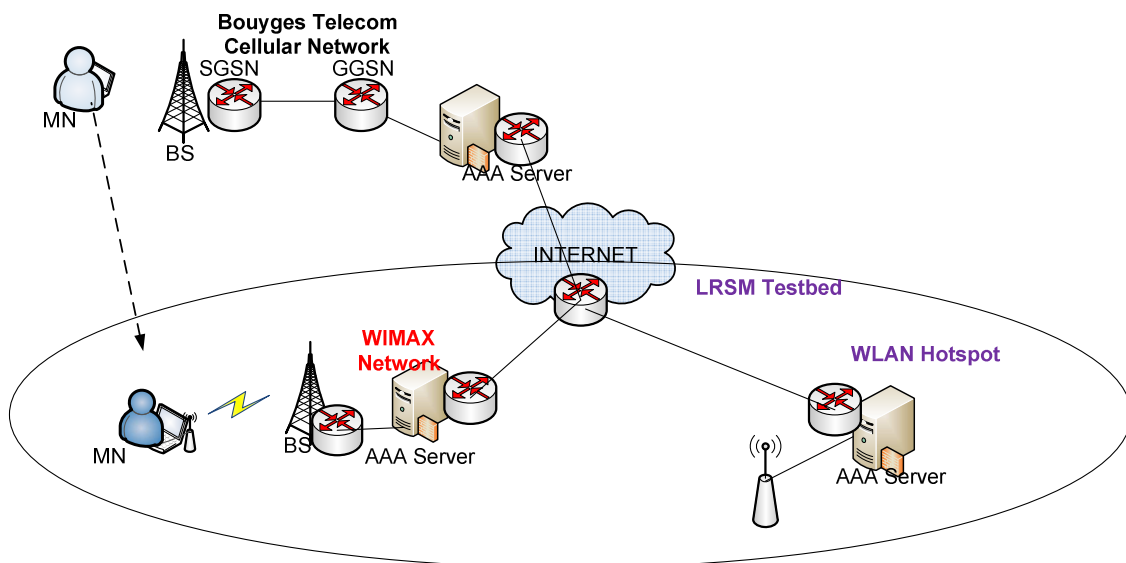 Bouyges Telecom
Cellular Network
SGSN
GGSN
MN
BS
AAA Server
INTERNET
LRSM Testbed
WIMAX
Network
WLAN Hotspot
BS
MN
AAA Server
AAA Server